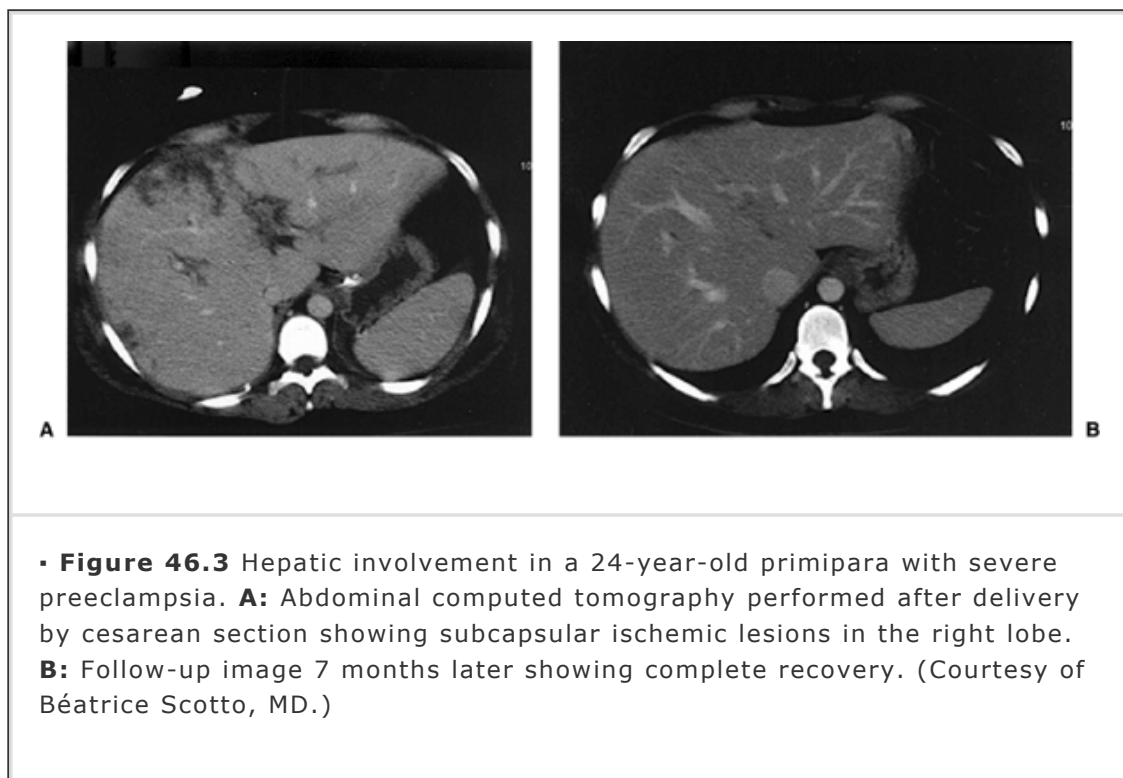 10
10
A
B
▪ Figure 46.3 Hepatic involvement in a 24-year-old primipara with severe
preeclampsia. A: Abdominal computed tomography performed after delivery
by cesarean section showing subcapsular ischemic lesions in the right lobe.
B: Follow-up image 7 months later showing complete recovery. (Courtesy of
Béatrice Scotto, MD.)